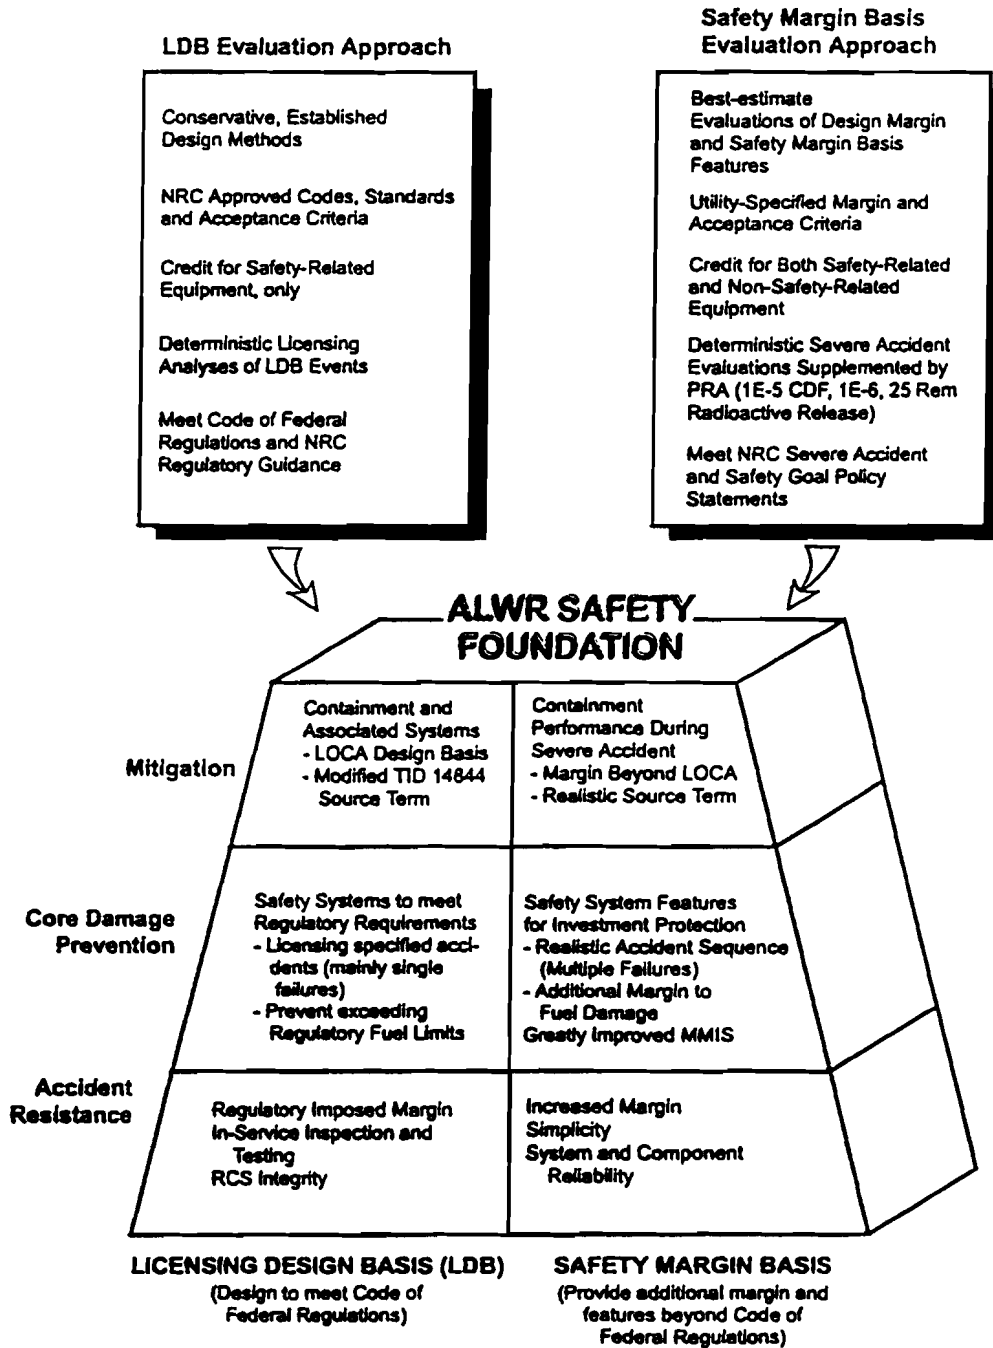 LDB Evaluation Approach
Conservative, Established
Design Methods
NRC Approved Codes, Standards
and Acceptance Criteria
Credit for Safety-Related
Equipment, only
Deterministic Licensing
Analyses of LDB Events
Meet Code of Federal
Regulations and NRC
Regulatory Guidance
Safety Margin Basis
Evaluation Approach
Best-estimate
Evaluations of Design Margin
and Safety Margin Basis
Features
Utility-Specified Margin and
Acceptance Criteria
Credit for Both Safety-Related
and Non-Safety-Related
Equipment
Deterministic Severe Accident
Evaluations Supplemented by
PRA (1E-5 CDF, 1E-6, 25 Rem
Radioactive Release)
Meet NRC Severe Accident
and Safety Goal Policy
Statements
ALWR SAFETY
FOUNDATION
Mitigation
Containment and
Associated Systems
- LOCA Design Basis
- Modified TID 14844
Source Term
Containment
Performance During
Severe Accident
- Margin Beyond LOCA
- Realistic Source Term
Core Damage
Prevention
Safety Systems to meet
Regulatory Requirements
- Licensing specified acci-
dents (mainly single
failures)
- Prevent exceeding
Regulatory Fuel Limits
Safety System Features
for Investment Protection
- Realistic Accident Sequence
(Multiple Failures)
- Additional Margin to
Fuel Damage
Greatly Improved MMIS
Accident
Resistance
Regulatory Imposed Margin
In-Service Inspection and
Testing
RCS Integrity
Increased Margin
Simplicity
System and Component
Reliability
LICENSING DESIGN BASIS (LDB)
(Design to meet Code of
Federal Regulations)
SAFETY MARGIN BASIS
(Provide additional margin and
features beyond Code of
Federal Regulations)